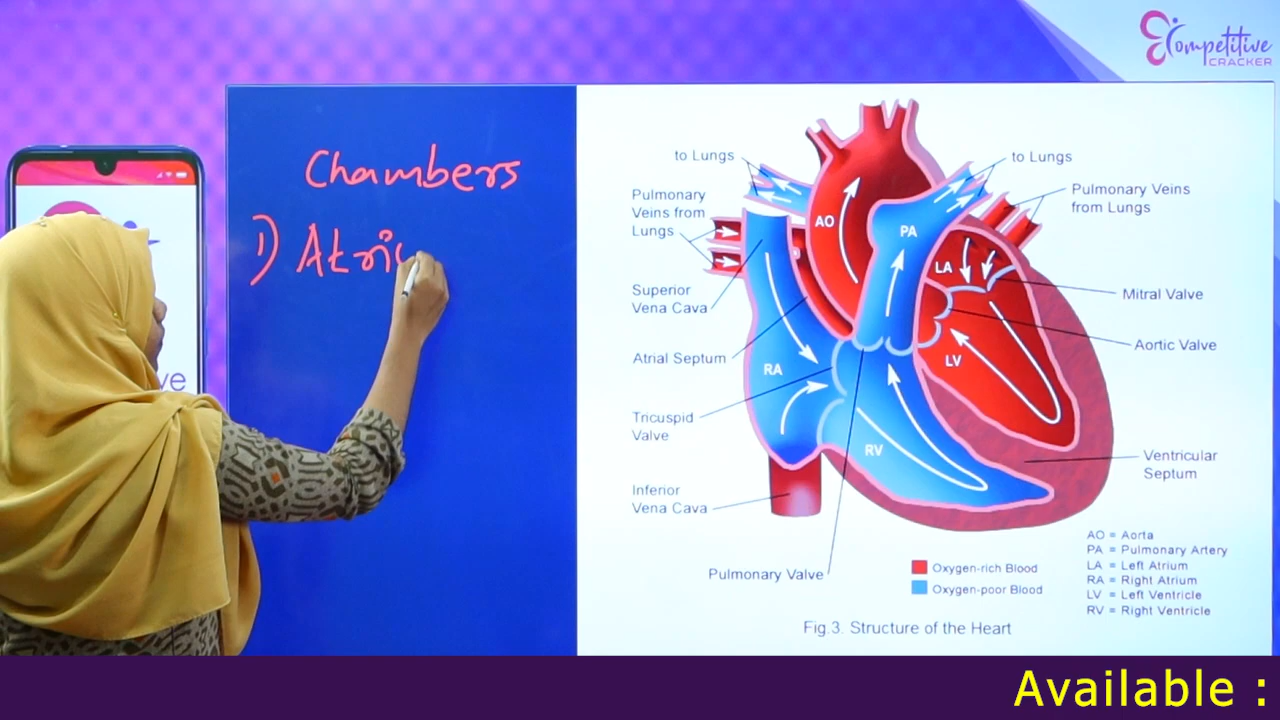 Competitive
CRACKER
Chambers
1) Atri
ve
to Lungs
to Lungs
Pulmonary
Veins from
Lungs
Pulmonary Veins
from Lungs
AO
PA
LA
Superior
Vena Cava
Mitral Valve
Aortic Valve
Atrial Septum
RA
LV
Tricuspid
Valve
RV
Ventricular
Septum
Inferior
Vena Cava
Pulmonary Valve
Oxygen-rich Blood
Oxygen-poor Blood
AO = Aorta
PA = Pulmonary Artery
LA = Left Atrium
RA = Right Atrium
LV = Left Ventricle
RV = Right Ventricle
Fig.3. Structure of the Heart
Available :